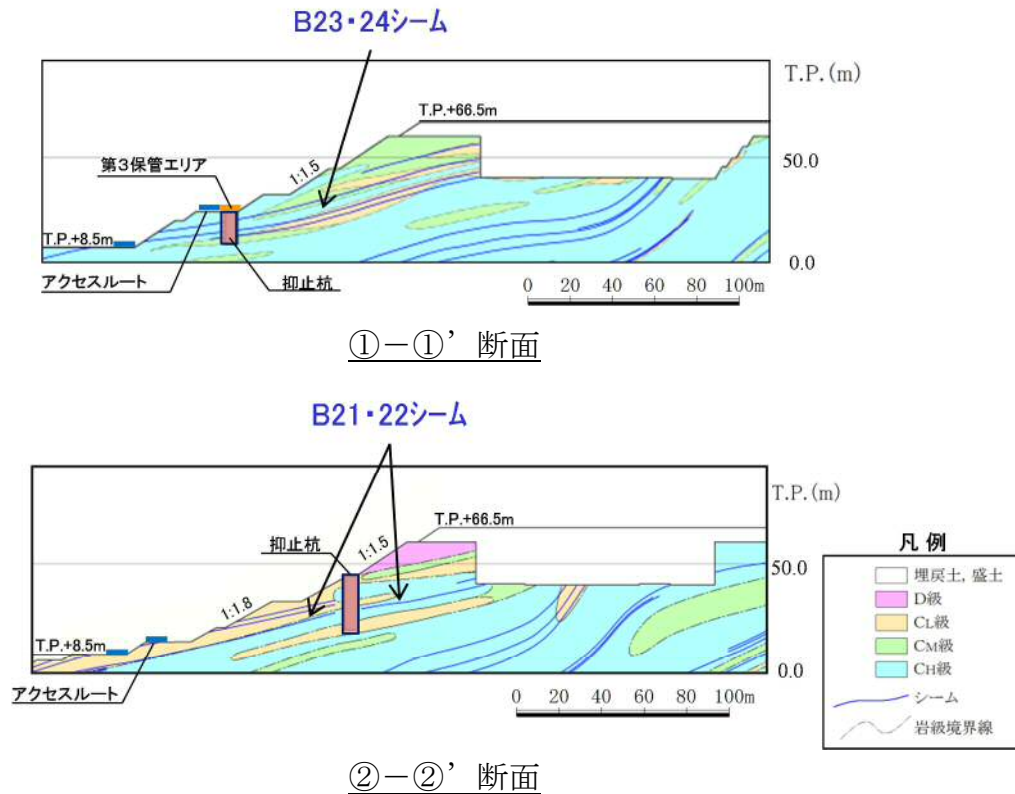 B23・24シーム
T.P.(m)
T.P.+66.5m
第3保管エリア
1:1.5
50.0
T.P.+8.5m
0.0
アクセスルート
抑止杭
0 20 40 60 80 100m
①-①’断面
B21・22シーム
T.P.(m)
T.P.+66.5m
抑止杭
1:1.5
50.0
1:1.8
T.P.+8.5m
0.0
アクセスルート
0 20 40 60 80 100m
②-②’断面
凡例
埋戻土, 盛土
D級
CL級
CM級
CH級
シーム
岩級境界線